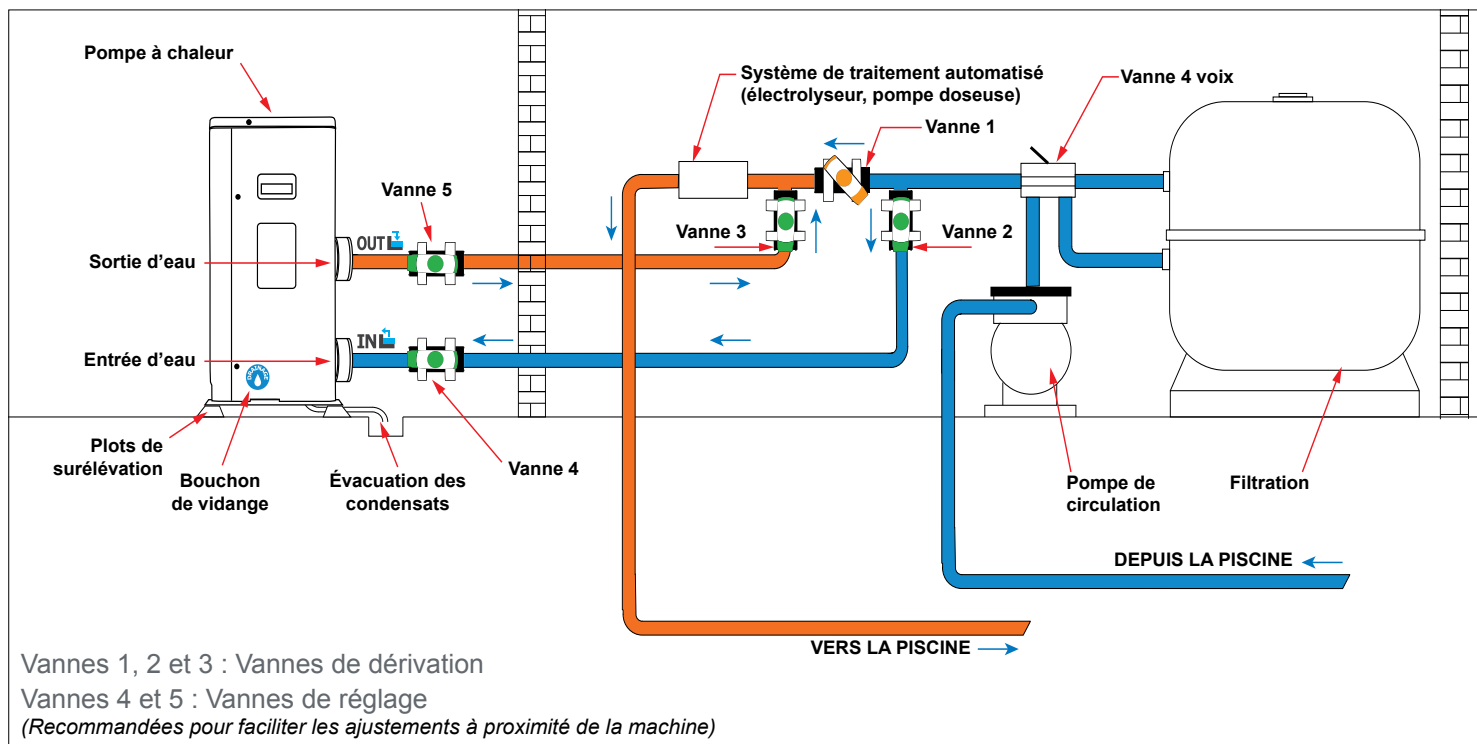 Pompe à chaleur
Système de traitement automatisé
(électrolyseur, pompe doseuse)
Vanne 4 voix
Vanne 1
Vanne 5
Vanne 3
Vanne 2
OUT
Sortie d’eau
IN
Entrée d’eau
Plots de
surélévation
Bouchon
de vidange
Évacuation des
condensats
Vanne 4
Pompe de
circulation
Filtration
DEPUIS LA PISCINE
VERS LA PISCINE
Vannes 1, 2 et 3 : Vannes de dérivation
Vannes 4 et 5 : Vannes de réglage
(Recommandées pour faciliter les ajustements à proximité de la machine)